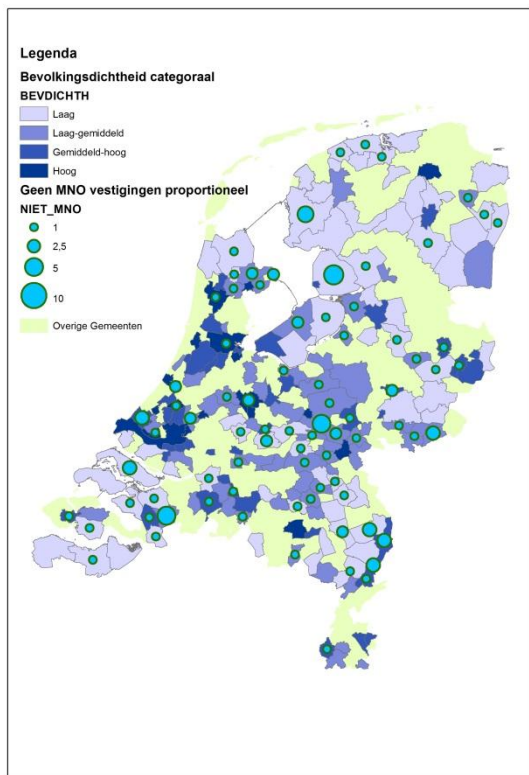 Legenda
Bevolkingsdichtheid categoraal
BEVDICHTH
Laag
Laag-gemiddeld
Gemiddeld-hoog
Hoog
Geen MNO vestigingen proportioneel
NIET_MNO
1
2,5
5
10
Overige Gemeenten